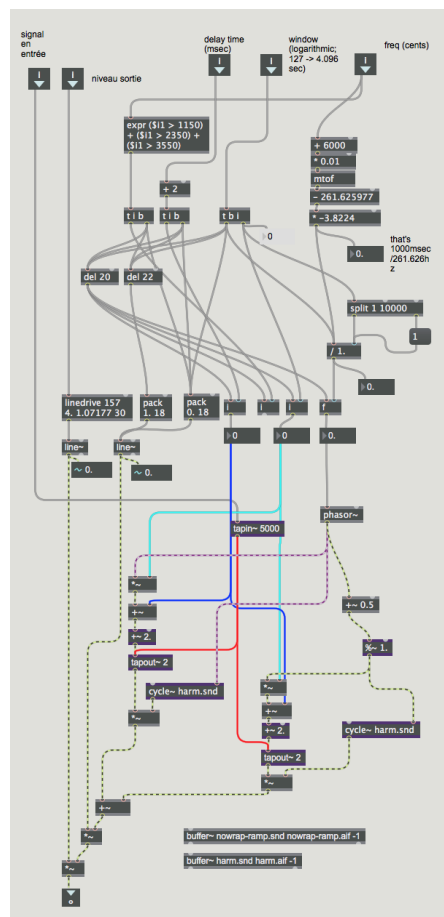 signal
en
entrée
niveau sortie
delay time
(msec)
window
(logarithmic;
127 -> 4.096
sec)
freq (cents)
expr ($i1 > 1150)
+ ($i1 > 2350) +
($i1 > 3550)
+ 2
+ 6000
* 0.01
mtof
- 261.625977
* -3.8224
t i b
t i b
t b i
0
0.
that's
1000msec
/261.626h
z
del 20
del 22
split 1 10000
1
/ 1.
0.
linedrive 157
4. 1.07177 30
pack
1. 18
pack
0. 18
i
i
i
f
0
0
0.
line~
line~
~ 0.
~ 0.
tapin~ 5000
phasor~
*~
+~
+~ 2.
tapout~ 2
+~ 0.5
%~ 1.
cycle~ harm.snd
*~
*~
+~
+~ 2.
cycle~ harm.snd
tapout~ 2
*~
+~
*~
*~
buffer~ nowrap-ramp.snd nowrap-ramp.aif -1
buffer~ harm.snd harm.aif -1